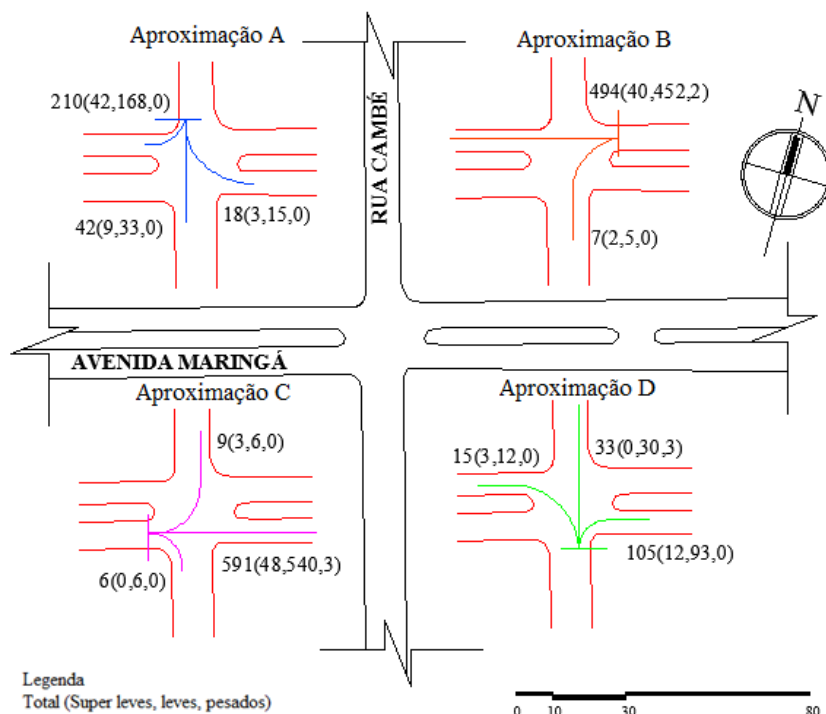 Aproximação A
Aproximação B
210(42,168,0)
494(40,452,2)
N
RUA CAMBÉ
42(9,33,0)
18(3,15,0)
7(2,5,0)
AVENIDA MARINGÁ
Aproximação C
Aproximação D
9(3,6,0)
15(3,12,0)
33(0,30,3)
6(0,6,0)
591(48,540,3)
105(12,93,0)
Legenda
Total (Super leves, leves, pesados)
0 10 30 80